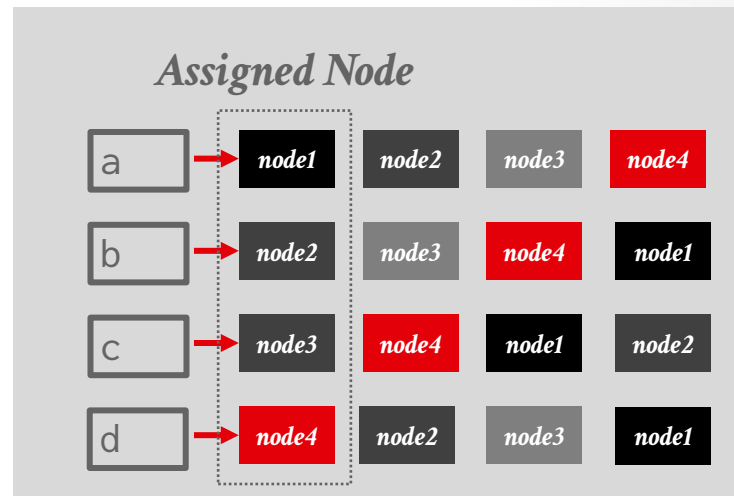 Assigned Node
a node1 node2 node3 node4
b node2 node3 node4 node1
c node3 node4 node1 node2
d node4 node2 node3 node1